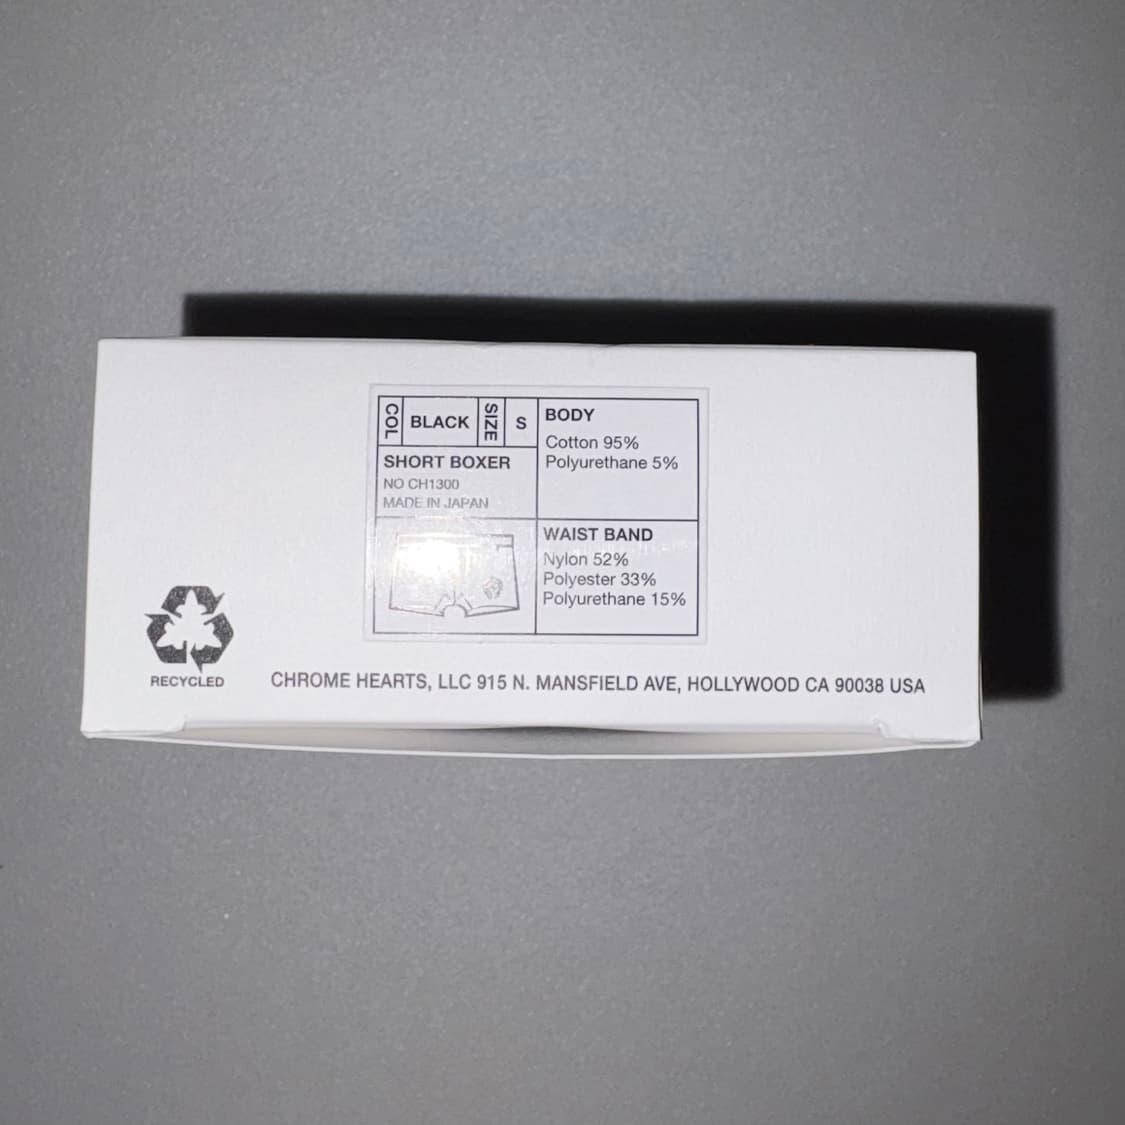 COL
BLACK
SIZE
S
SHORT BOXER
NO CH1300
MADE IN JAPAN
BODY
Cotton 95%
Polyurethane 5%
WAIST BAND
Nylon 52%
Polyester 33%
Polyurethane 15%
RECYCLED
CHROME HEARTS, LLC 915 N. MANSFIELD AVE, HOLLYWOOD CA 90038 USA